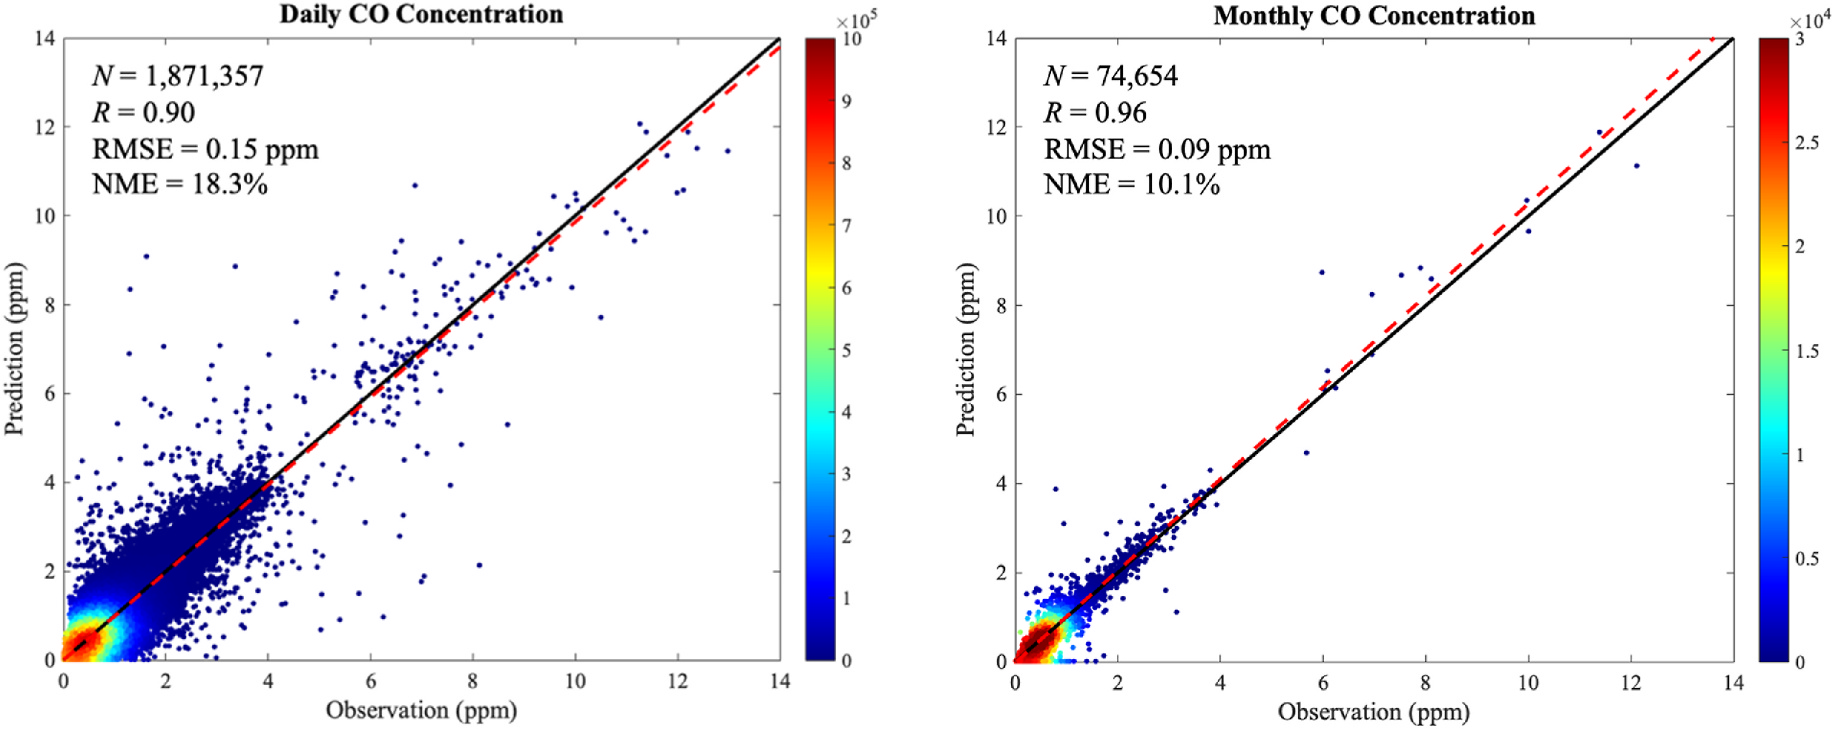 Daily CO Concentration
×10⁵
N = 1,871,357
R = 0.90
RMSE = 0.15 ppm
NME = 18.3%
14
12
10
8
6
4
2
0
Prediction (ppm)
0 2 4 6 8 10 12 14
Observation (ppm)
10
9
8
7
6
5
4
3
2
1
0
Monthly CO Concentration
×10⁴
N = 74,654
R = 0.96
RMSE = 0.09 ppm
NME = 10.1%
14
12
10
8
6
4
2
0
Prediction (ppm)
0 2 4 6 8 10 12 14
Observation (ppm)
3
2.5
2
1.5
1
0.5
0